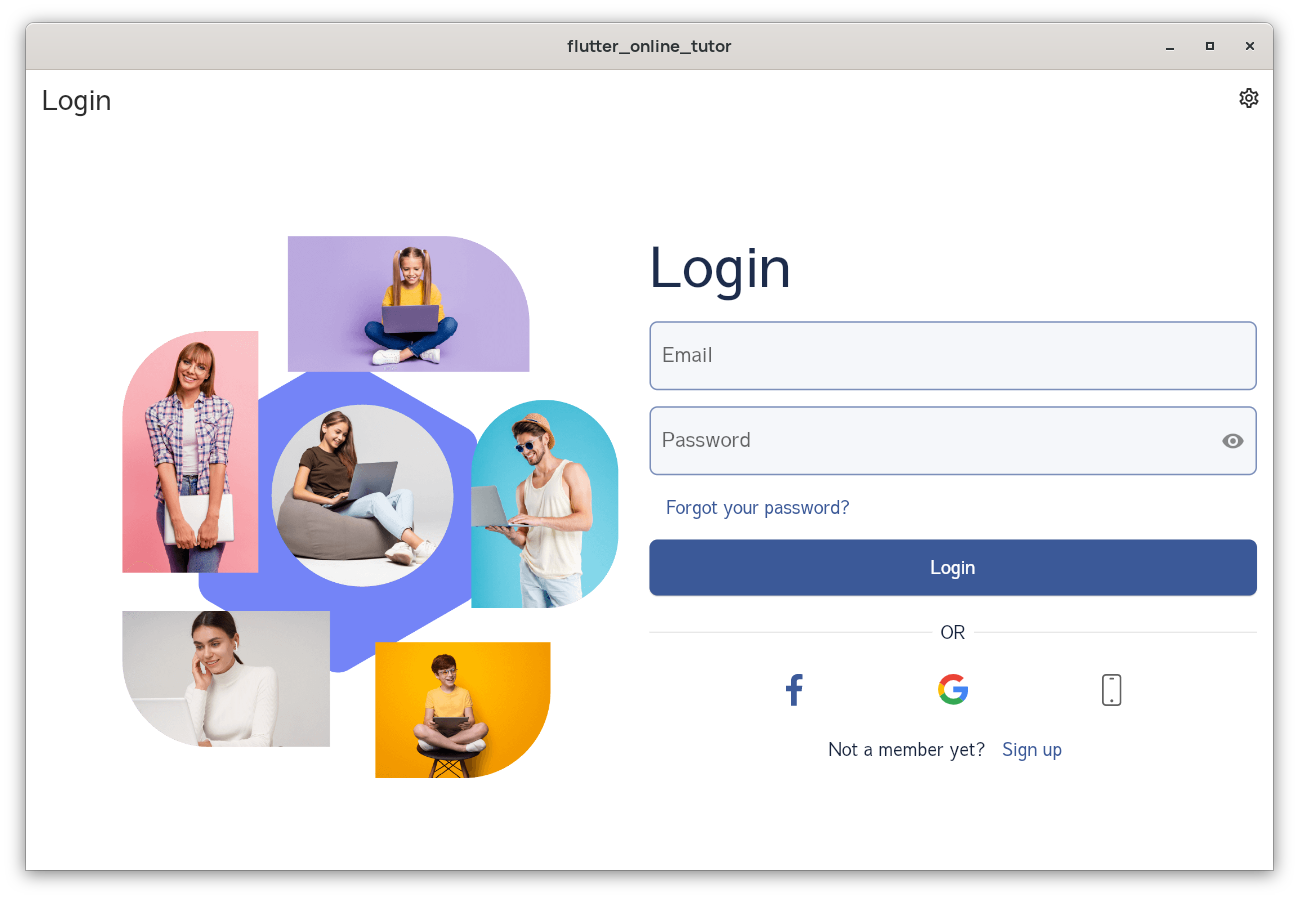 flutter_online_tutor
Login
Login
Email
Password
Forgot your password?
Login
OR
Not a member yet? Sign up